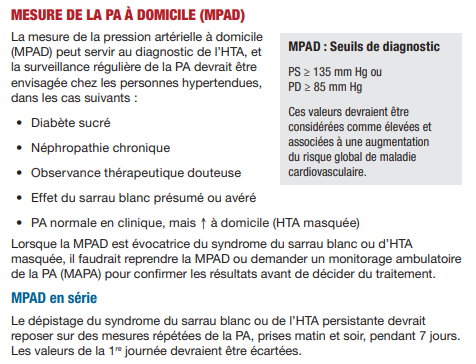 MESURE DE LA PA À DOMICILE (MPAD)
La mesure de la pression artérielle à domicile
(MPAD) peut servir au diagnostic de l'HTA, et
la surveillance régulière de la PA devrait être
envisagée chez les personnes hypertendues,
dans les cas suivants :
• Diabète sucré
• Néphropathie chronique
• Observance thérapeutique douteuse
• Effet du sarrau blanc présumé ou avéré
• PA normale en clinique, mais ↑ à domicile (HTA masquée)
MPAD : Seuils de diagnostic
PS ≥ 135 mm Hg ou
PD ≥ 85 mm Hg
Ces valeurs devraient être
considérées comme élevées et
associées à une augmentation
du risque global de maladie
cardiovasculaire.
Lorsque la MPAD est évocatrice du syndrome du sarrau blanc ou d'HTA
masquée, il faudrait reprendre la MPAD ou demander un monitorage ambulatoire
de la PA (MAPA) pour confirmer les résultats avant de décider du traitement.
MPAD en série
Le dépistage du syndrome du sarrau blanc ou de l'HTA persistante devrait
reposer sur des mesures répétées de la PA, prises matin et soir, pendant 7 jours.
Les valeurs de la 1re journée devraient être écartées.